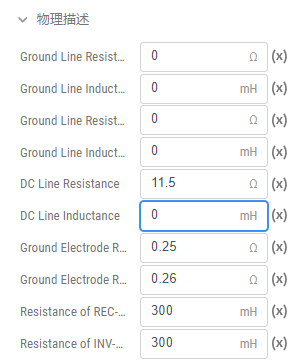 物理描述
Ground Line Resist... 0 Ω (x)
Ground Line Induct... 0 mH (x)
Ground Line Resist... 0 Ω (x)
Ground Line Induct... 0 mH (x)
DC Line Resistance 11.5 Ω (x)
DC Line Inductance 0 mH (x)
Ground Electrode R... 0.25 Ω (x)
Ground Electrode R... 0.26 Ω (x)
Resistance of REC-... 300 mH (x)
Resistance of INV-... 300 mH (x)